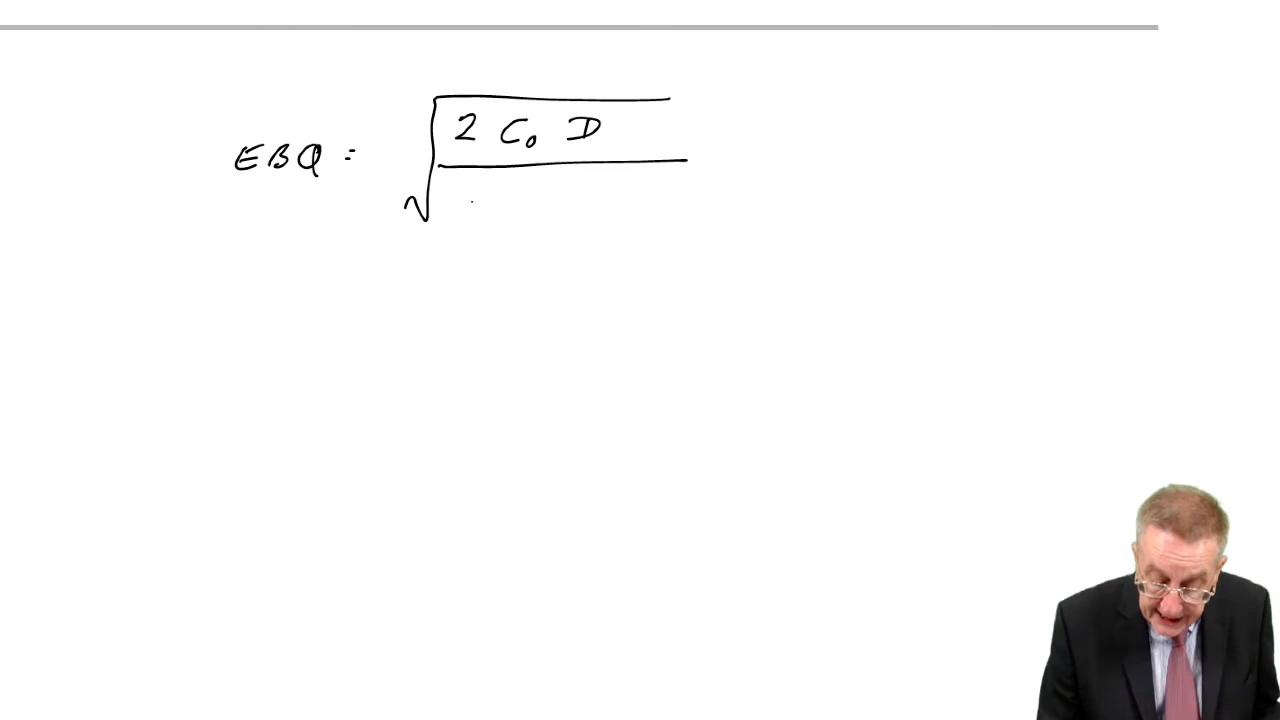 EBQ = √(2 C₀ D